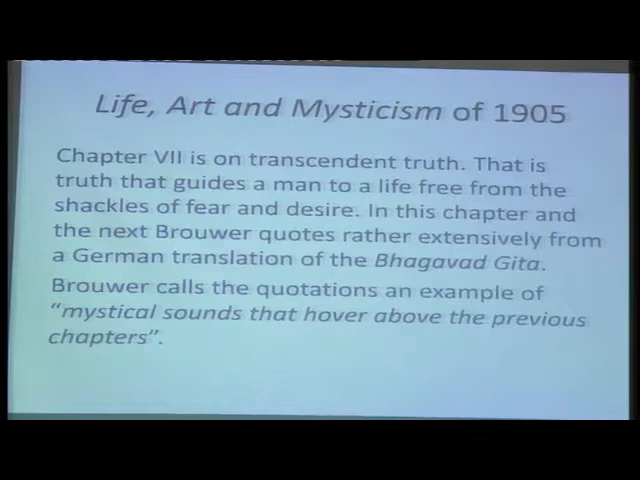 Life, Art and Mysticism of 1905
Chapter VII is on transcendent truth. That is
truth that guides a man to a life free from the
shackles of fear and desire. In this chapter and
the next Brouwer quotes rather extensively from
a German translation of the Bhagavad Gita.
Brouwer calls the quotations an example of
“mystical sounds that hover above the previous
chapters”.